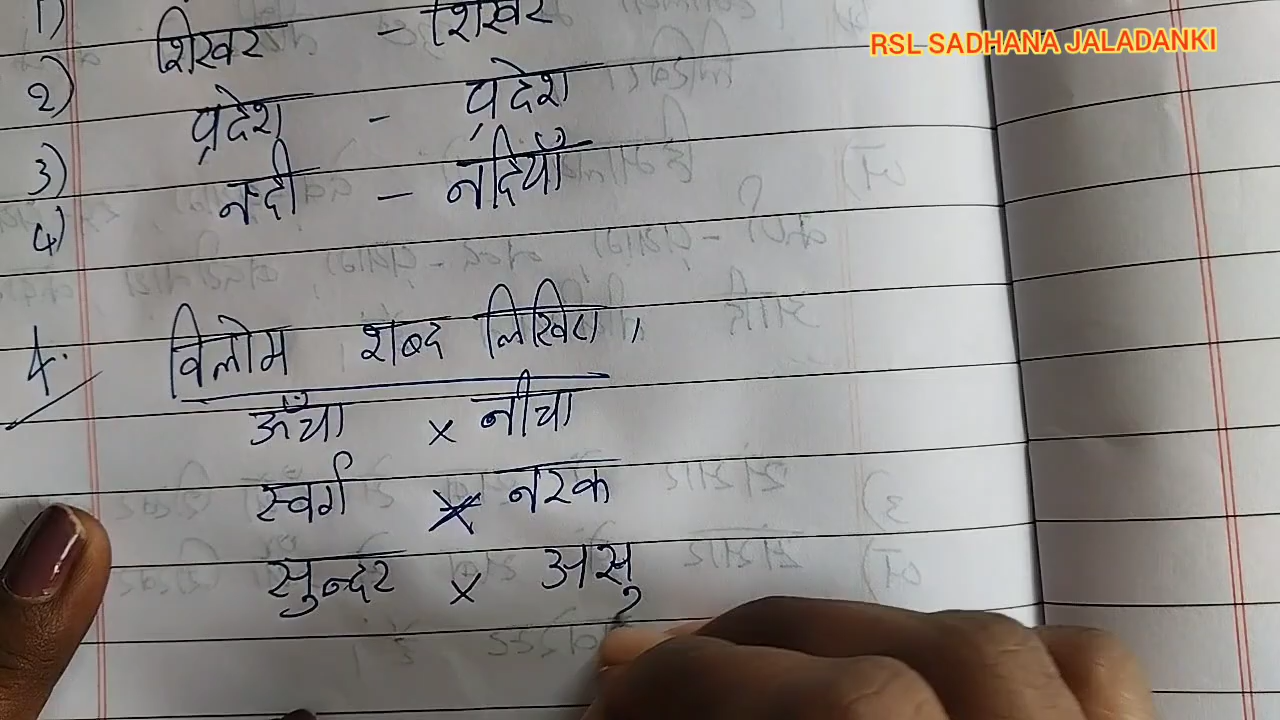 RSL SADHANA JALADANKI
1) शिखर - शिखर
2) प्रदेश - प्रदेश
3) नदी - नदियाँ
4)
4. विलोम शब्द लिखिए।
ऊँचा × नीचा
स्वर्ग × नरक
सुन्दर × असु